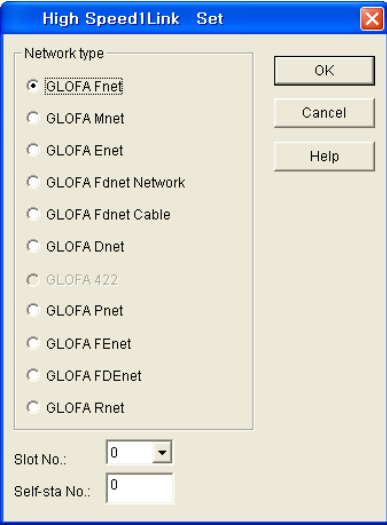 High Speed1Link Set
Network type
GLOFA Fnet
OK
GLOFA Mnet
Cancel
GLOFA Enet
Help
GLOFA Fdnet Network
GLOFA Fdnet Cable
GLOFA Dnet
GLOFA 422
GLOFA Pnet
GLOFA FEnet
GLOFA FDEnet
GLOFA Rnet
Slot No.: 0
Self-sta No.: 0